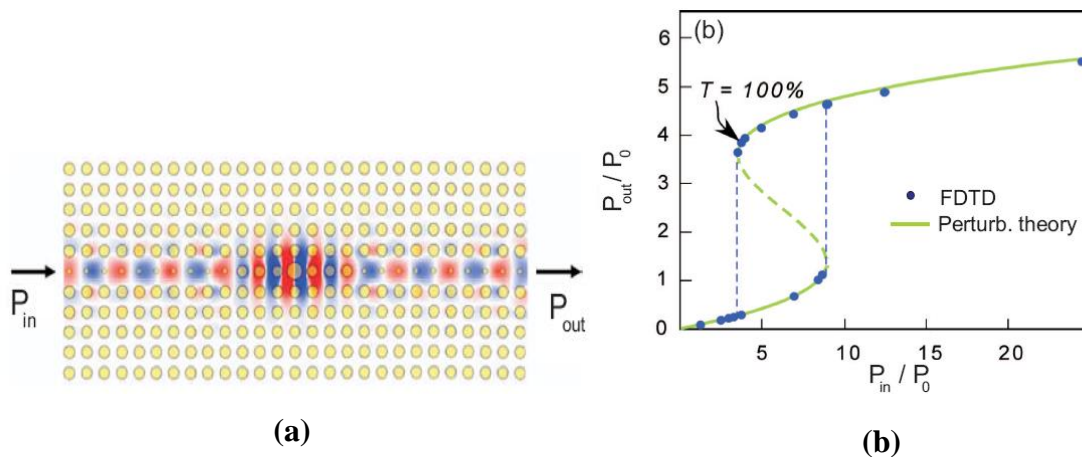 P_in
P_out
(a)
(b)
P_out / P_0
6
5
4
3
2
1
0
T = 100%
FDTD
Perturb. theory
5
10
15
20
P_in / P_0
(b)